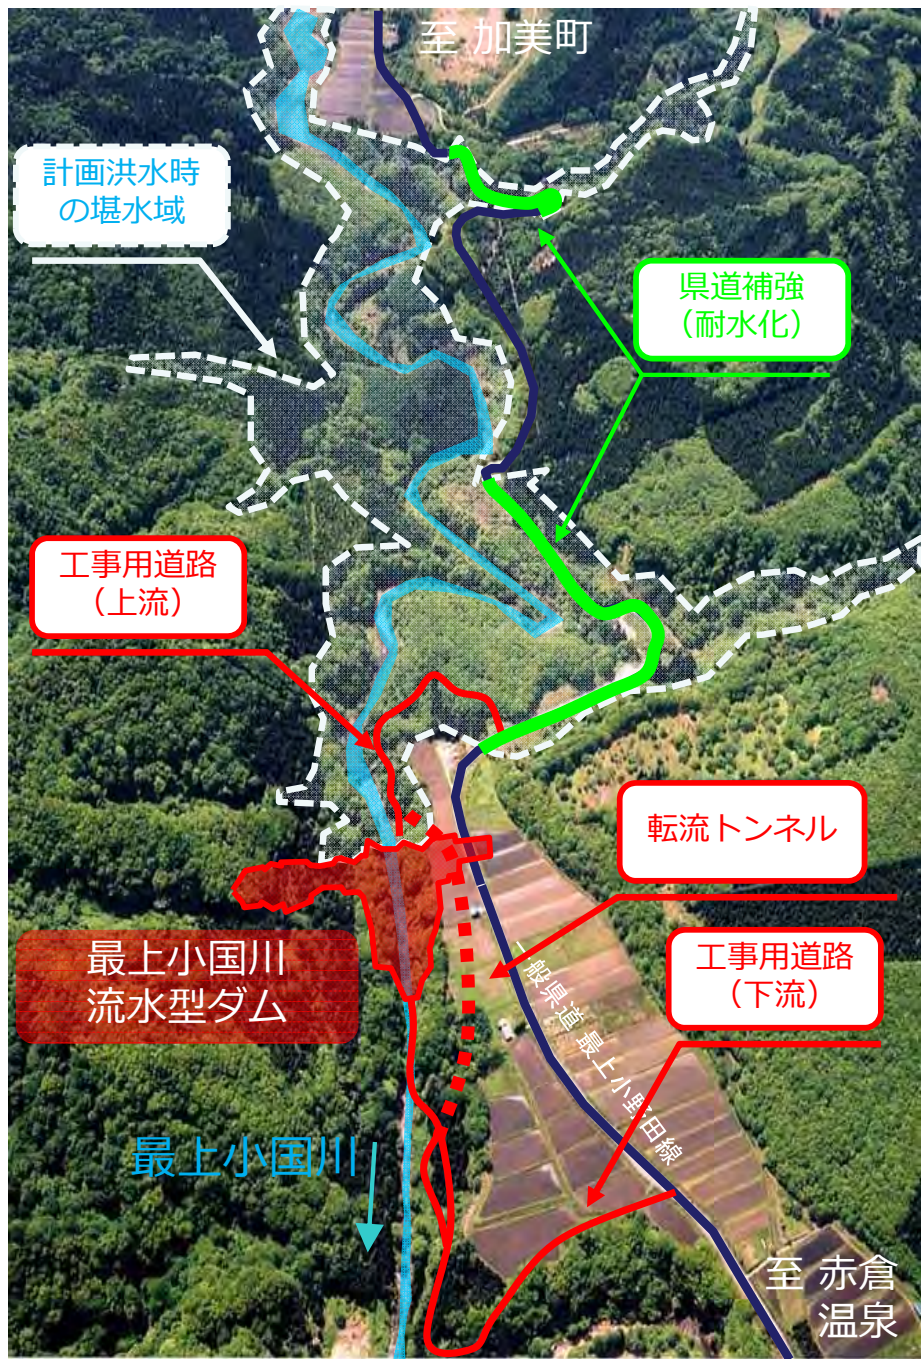 至 加美町
計画洪水時
の堪水域
県道補強
（耐水化）
工事用道路
（上流）
転流トンネル
最上小国川
流水型ダム
工事用道路
（下流）
一般県道 最上小野田線
最上小国川
至 赤倉
温泉